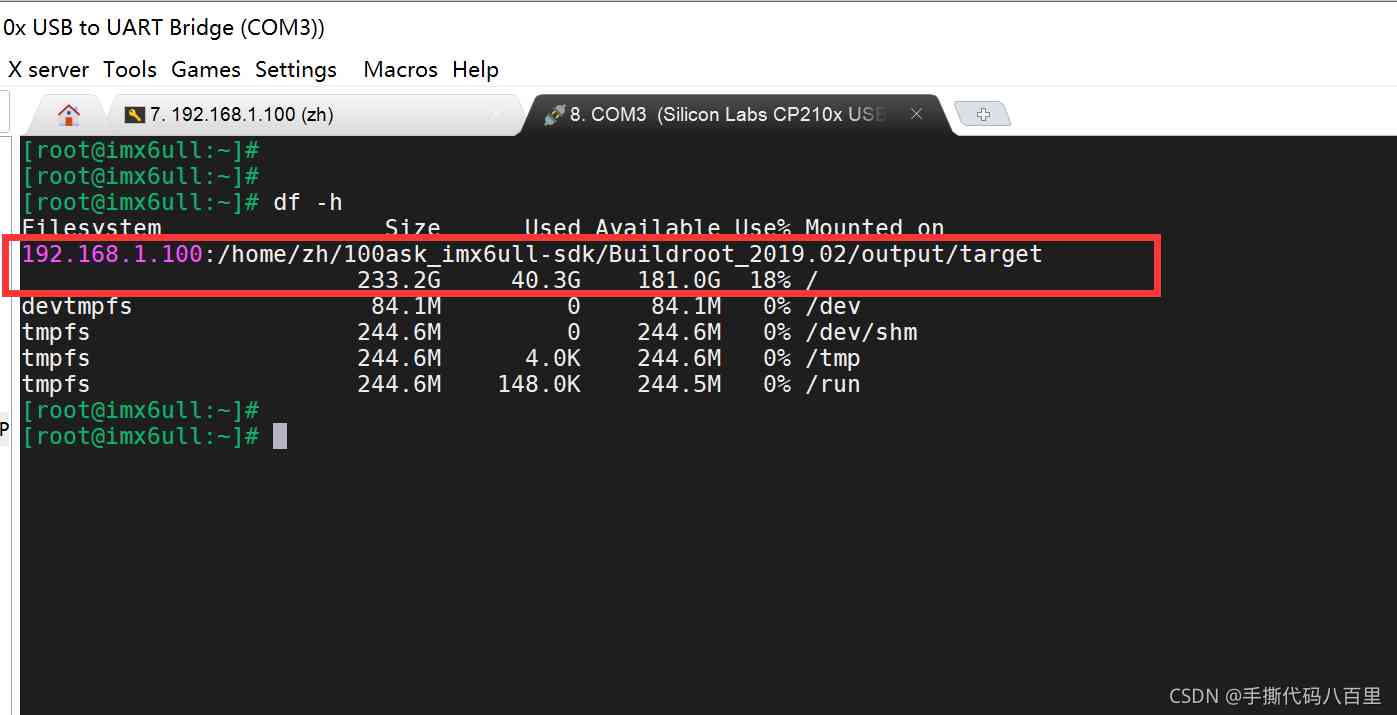 0x USB to UART Bridge (COM3))
X server Tools Games Settings Macros Help
7. 192.168.1.100 (zh) 8. COM3 (Silicon Labs CP210x USB
[root@imx6ull:~]#
[root@imx6ull:~]#
[root@imx6ull:~]# df -h
Filesystem Size Used Available Use% Mounted on
192.168.1.100:/home/zh/100ask_imx6ull-sdk/Buildroot_2019.02/output/target
233.2G 40.3G 181.0G 18% /
devtmpfs 84.1M 0 84.1M 0% /dev
tmpfs 244.6M 0 244.6M 0% /dev/shm
tmpfs 244.6M 4.0K 244.6M 0% /tmp
tmpfs 244.6M 148.0K 244.5M 0% /run
[root@imx6ull:~]#
P
[root@imx6ull:~]#
CSDN @手撕代码八百里